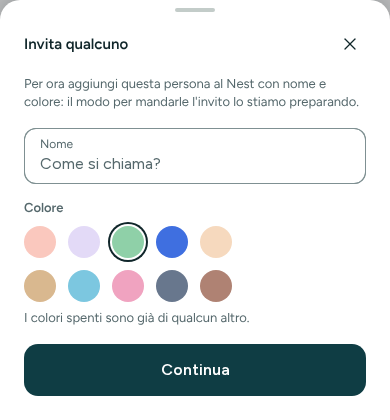 Invita qualcuno
Per ora aggiungi questa persona al Nest con nome e
colore: il modo per mandarle l'invito lo stiamo preparando.
Nome
Come si chiama?
Colore
I colori spenti sono già di qualcun altro.
Continua